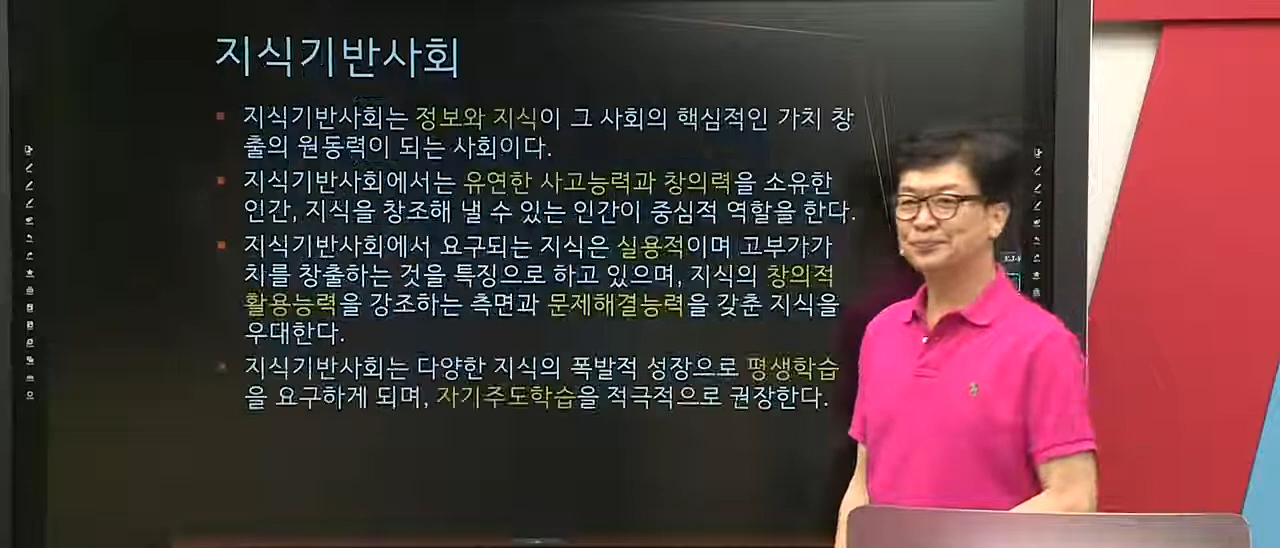 지식기반사회
지식기반사회는 정보와 지식이 그 사회의 핵심적인 가치 창
출의 원동력이 되는 사회이다.
지식기반사회에서는 유연한 사고능력과 창의력을 소유한
인간, 지식을 창조해 낼 수 있는 인간이 중심적 역할을 한다.
지식기반사회에서 요구되는 지식은 실용적이며 고부가가
치를 창출하는 것을 특징으로 하고 있으며, 지식의 창의적
활용능력을 강조하는 측면과 문제해결능력을 갖춘 지식을
우대한다.
지식기반사회는 다양한 지식의 폭발적 성장으로 평생학습
을 요구하게 되며, 자기주도학습을 적극적으로 권장한다.